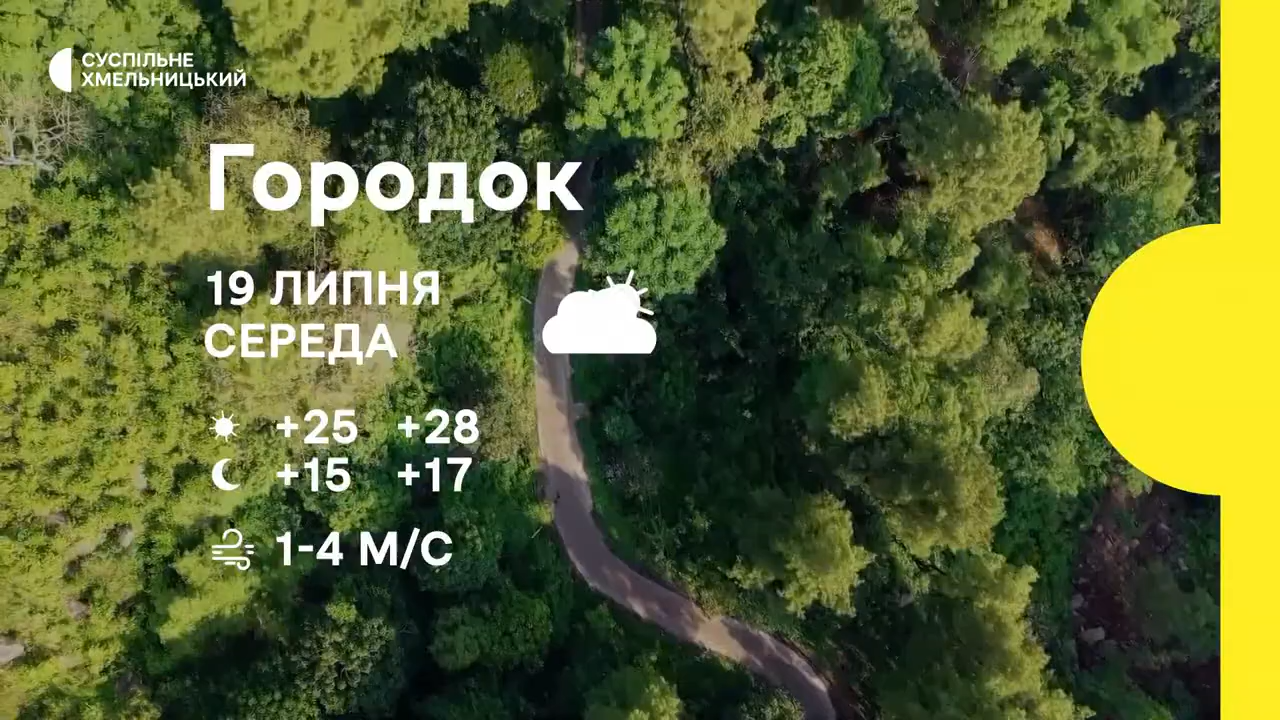 СУСПІЛЬНЕ
ХМЕЛЬНИЦЬКИЙ
Городок
19 ЛИПНЯ
СЕРЕДА
+25 +28
+15 +17
1-4 М/С